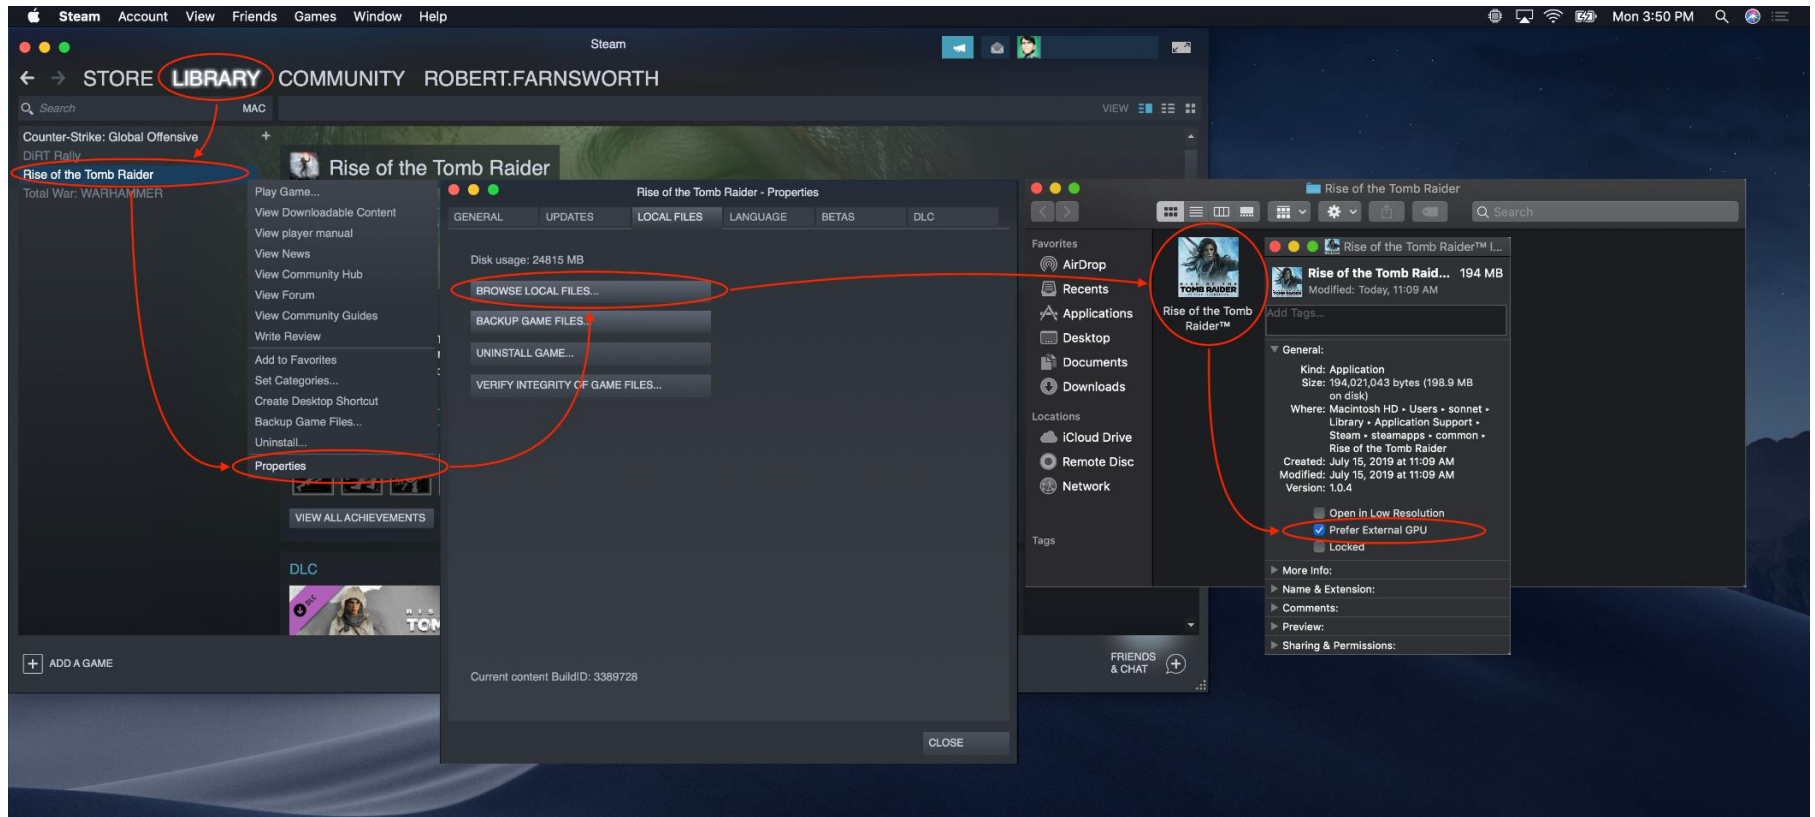 Steam Account View Friends Games Window Help
Mon 3:50 PM
Steam
STORE LIBRARY COMMUNITY ROBERT.FARNSWORTH
Search MAC
VIEW
Counter-Strike: Global Offensive +
DiRT Rally
Rise of the Tomb Raider
Total War: WARHAMMER
Rise of the Tomb Raider
Play Game...
View Downloadable Content
View player manual
View News
View Community Hub
View Forum
View Community Guides
Write Review
Add to Favorites
Set Categories...
Create Desktop Shortcut
Backup Game Files...
Uninstall...
Properties
VIEW ALL ACHIEVEMENTS
DLC
DLC
+ ADD A GAME
FRIENDS
& CHAT
Rise of the Tomb Raider - Properties
GENERAL UPDATES LOCAL FILES LANGUAGE BETAS DLC
Disk usage: 24815 MB
BROWSE LOCAL FILES...
BACKUP GAME FILES...
UNINSTALL GAME...
VERIFY INTEGRITY OF GAME FILES...
Current content BuildID: 3389728
CLOSE
Rise of the Tomb Raider
Search
Favorites
AirDrop
Recents
Applications
Desktop
Documents
Downloads
Locations
iCloud Drive
Remote Disc
Network
Tags
RISE OF THE
TOMB RAIDER
Rise of the Tomb
Raider™
Rise of the Tomb Raider™ I...
Rise of the Tomb Raid... 194 MB
Modified: Today, 11:09 AM
Add Tags...
General:
Kind: Application
Size: 194,021,043 bytes (198.9 MB
on disk)
Where: Macintosh HD ▸ Users ▸ sonnet ▸
Library ▸ Application Support ▸
Steam ▸ steamapps ▸ common ▸
Rise of the Tomb Raider
Created: July 15, 2019 at 11:09 AM
Modified: July 15, 2019 at 11:09 AM
Version: 1.0.4
Open in Low Resolution
Prefer External GPU
Locked
More Info:
Name & Extension:
Comments:
Preview:
Sharing & Permissions: